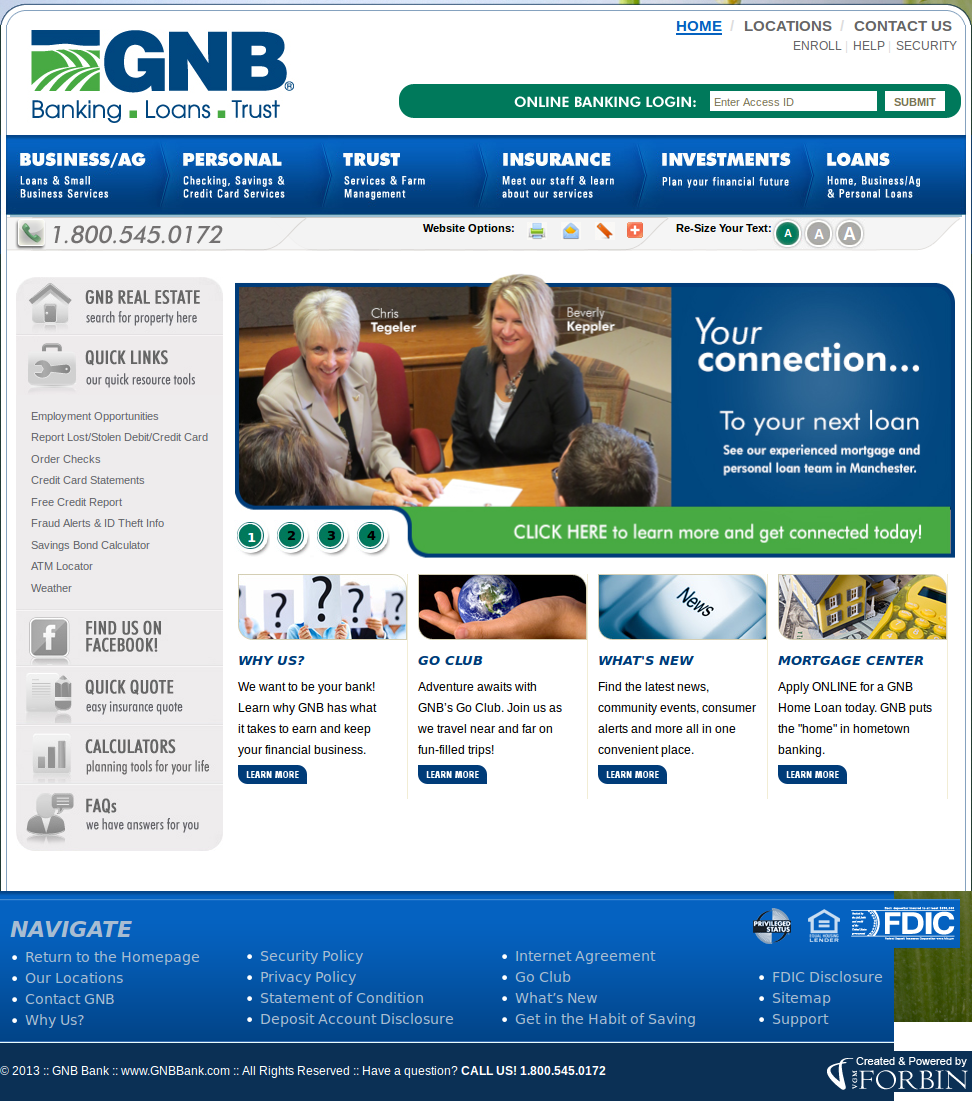 HOME / LOCATIONS / CONTACT US
ENROLL | HELP | SECURITY
GNB®
Banking Loans Trust
ONLINE BANKING LOGIN: Enter Access ID SUBMIT
BUSINESS/AG
Loans & Small
Business Services
PERSONAL
Checking, Savings &
Credit Card Services
TRUST
Services & Farm
Management
INSURANCE
Meet our staff & learn
about our services
INVESTMENTS
Plan your financial future
LOANS
Home, Business/Ag
& Personal Loans
1.800.545.0172
Website Options:
Re-Size Your Text: A A A
GNB REAL ESTATE
search for property here
QUICK LINKS
our quick resource tools
Employment Opportunities
Report Lost/Stolen Debit/Credit Card
Order Checks
Credit Card Statements
Free Credit Report
Fraud Alerts & ID Theft Info
Savings Bond Calculator
ATM Locator
Weather
FIND US ON
FACEBOOK!
QUICK QUOTE
easy insurance quote
CALCULATORS
planning tools for your life
FAQs
we have answers for you
Chris
Tegeler
Beverly
Keppler
Your
connection...
To your next loan
See our experienced mortgage and
personal loan team in Manchester.
1 2 3 4
CLICK HERE to learn more and get connected today!
? ? ? ?
WHY US?
We want to be your bank!
Learn why GNB has what
it takes to earn and keep
your financial business.
LEARN MORE
GO CLUB
Adventure awaits with
GNB's Go Club. Join us as
we travel near and far on
fun-filled trips!
LEARN MORE
News
WHAT'S NEW
Find the latest news,
community events, consumer
alerts and more all in one
convenient place.
LEARN MORE
MORTGAGE CENTER
Apply ONLINE for a GNB
Home Loan today. GNB puts
the "home" in hometown
banking.
LEARN MORE
NAVIGATE
Return to the Homepage
Our Locations
Contact GNB
Why Us?
Security Policy
Privacy Policy
Statement of Condition
Deposit Account Disclosure
Internet Agreement
Go Club
What's New
Get in the Habit of Saving
PRIVILEGED
STATUS
EQUAL HOUSING
LENDER
FDIC
FDIC Disclosure
Sitemap
Support
© 2013 :: GNB Bank :: www.GNBBank.com :: All Rights Reserved :: Have a question? CALL US! 1.800.545.0172
Created & Powered by
VGM FORBIN